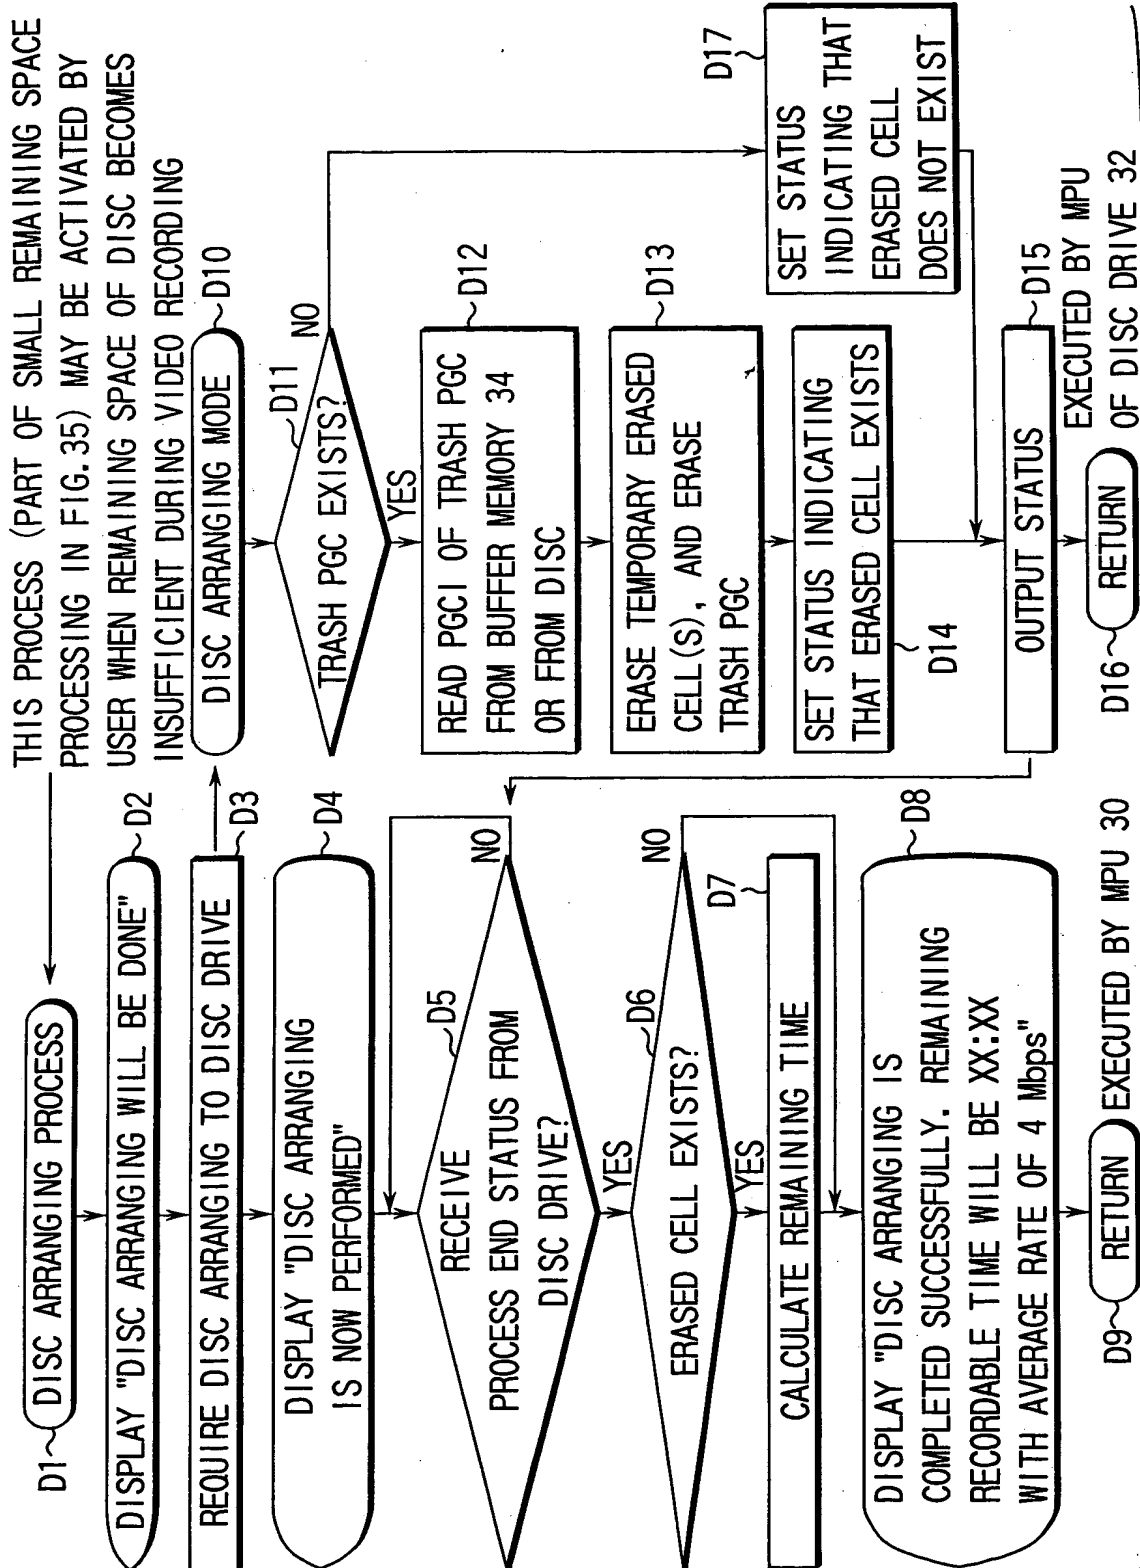 THIS PROCESS (PART OF SMALL REMAINING SPACE
PROCESSING IN FIG.35) MAY BE ACTIVATED BY
USER WHEN REMAINING SPACE OF DISC BECOMES
INSUFFICIENT DURING VIDEO RECORDING
D1
DISC ARRANGING PROCESS
DISPLAY "DISC ARRANGING WILL BE DONE"
D2
REQUIRE DISC ARRANGING TO DISC DRIVE
D3
DISPLAY "DISC ARRANGING
IS NOW PERFORMED"
D4
RECEIVE
PROCESS END STATUS FROM
DISC DRIVE?
D5
NO
YES
ERASED CELL EXISTS?
D6
NO
YES
CALCULATE REMAINING TIME
D7
DISPLAY "DISC ARRANGING IS
COMPLETED SUCCESSFULLY. REMAINING
RECORDABLE TIME WILL BE XX:XX
WITH AVERAGE RATE OF 4 Mbps"
D8
D9
RETURN
EXECUTED BY MPU 30
DISC ARRANGING MODE
D10
TRASH PGC EXISTS?
D11
NO
YES
READ PGCI OF TRASH PGC
FROM BUFFER MEMORY 34
OR FROM DISC
D12
ERASE TEMPORARY ERASED
CELL(S), AND ERASE
TRASH PGC
D13
SET STATUS INDICATING
THAT ERASED CELL EXISTS
D14
SET STATUS
INDICATING THAT
ERASED CELL
DOES NOT EXIST
D17
OUTPUT STATUS
D15
D16
RETURN
EXECUTED BY MPU
OF DISC DRIVE 32